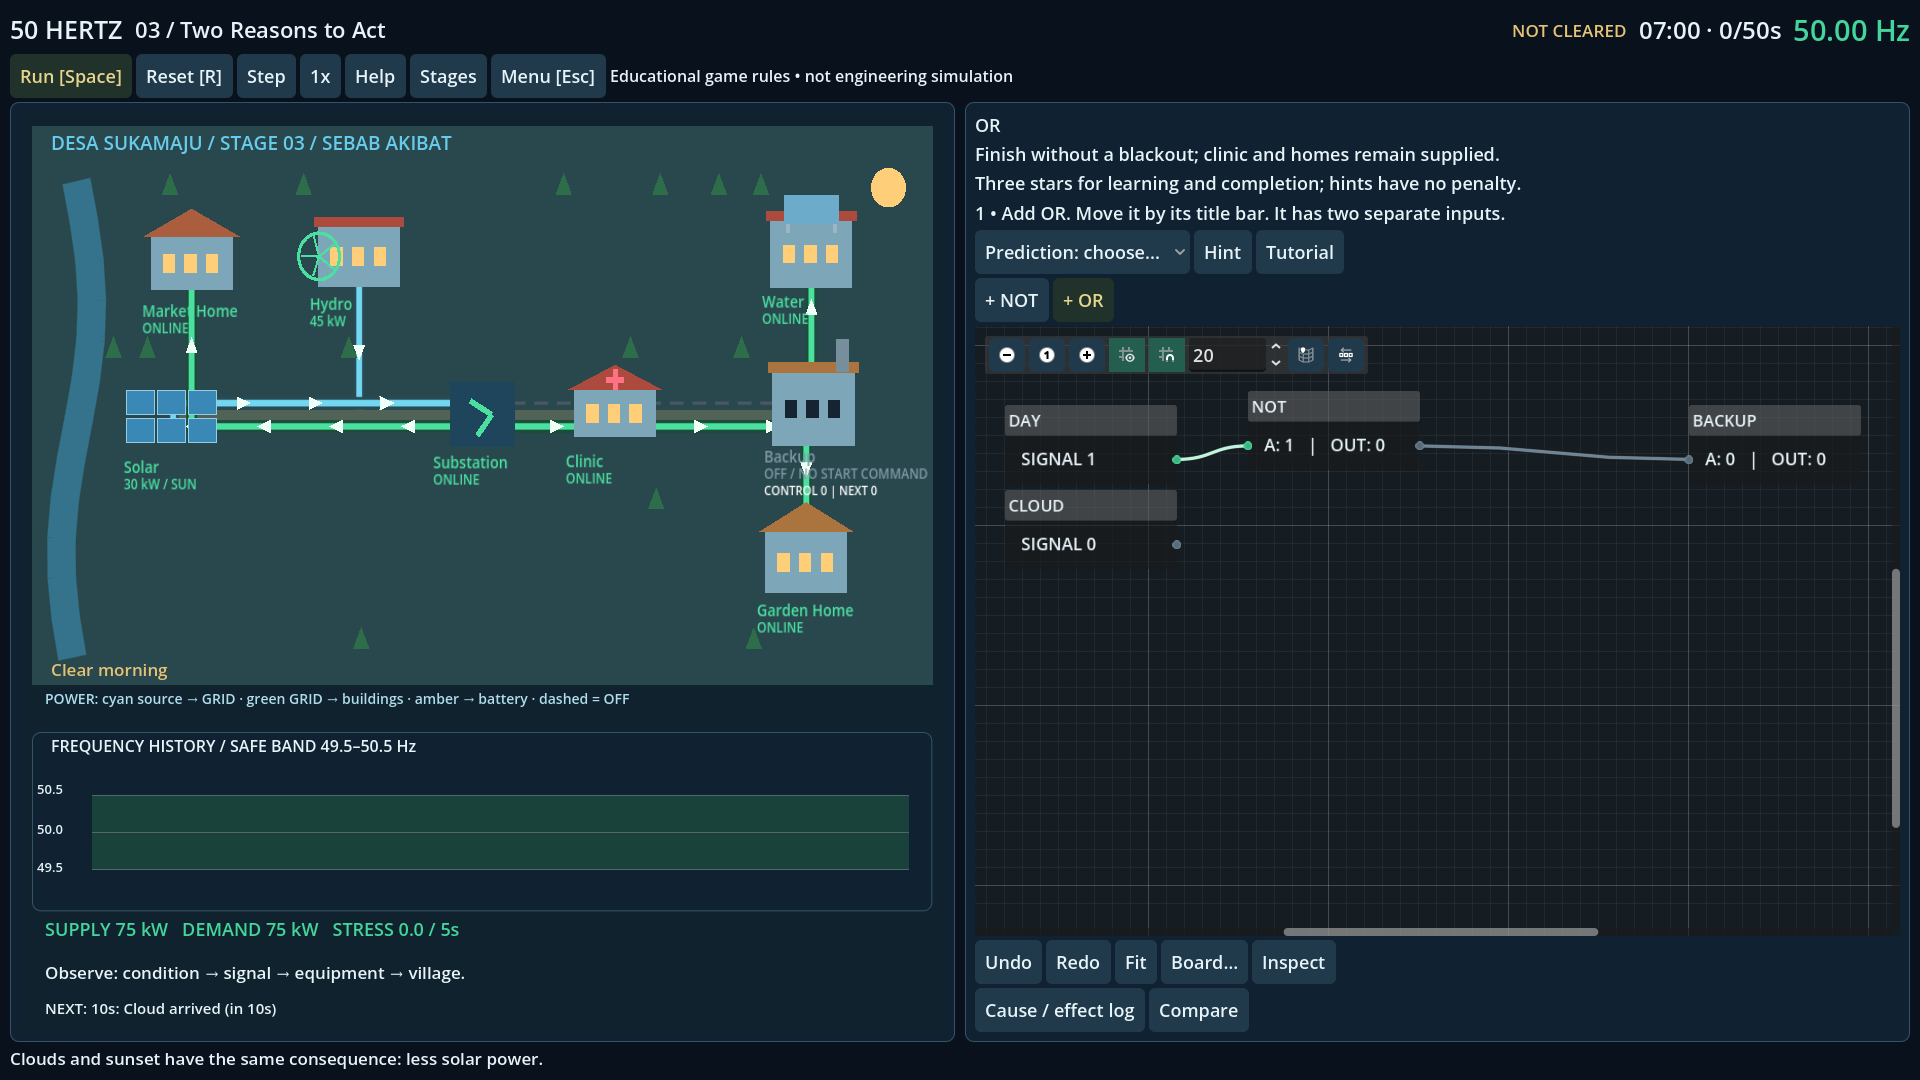 50 HERTZ 03 / Two Reasons to Act
NOT CLEARED 07:00 · 0/50s 50.00 Hz
Run [Space] Reset [R] Step 1x Help Stages Menu [Esc] Educational game rules • not engineering simulation
DESA SUKAMAJU / STAGE 03 / SEBAB AKIBAT
Market Home
ONLINE
Hydro
45 kW
Water
ONLINE
Solar
30 kW / SUN
Substation
ONLINE
Clinic
ONLINE
Backup
OFF / NO START COMMAND
CONTROL 0 | NEXT 0
Garden Home
ONLINE
Clear morning
POWER: cyan source → GRID · green GRID → buildings · amber → battery · dashed = OFF
FREQUENCY HISTORY / SAFE BAND 49.5–50.5 Hz
50.5
50.0
49.5
SUPPLY 75 kW DEMAND 75 kW STRESS 0.0 / 5s
Observe: condition → signal → equipment → village.
NEXT: 10s: Cloud arrived (in 10s)
OR
Finish without a blackout; clinic and homes remain supplied.
Three stars for learning and completion; hints have no penalty.
1 • Add OR. Move it by its title bar. It has two separate inputs.
Prediction: choose... Hint Tutorial
+ NOT + OR
1 20
DAY
SIGNAL 1
NOT
A: 1 | OUT: 0
BACKUP
A: 0 | OUT: 0
CLOUD
SIGNAL 0
Undo Redo Fit Board... Inspect
Cause / effect log Compare
Clouds and sunset have the same consequence: less solar power.